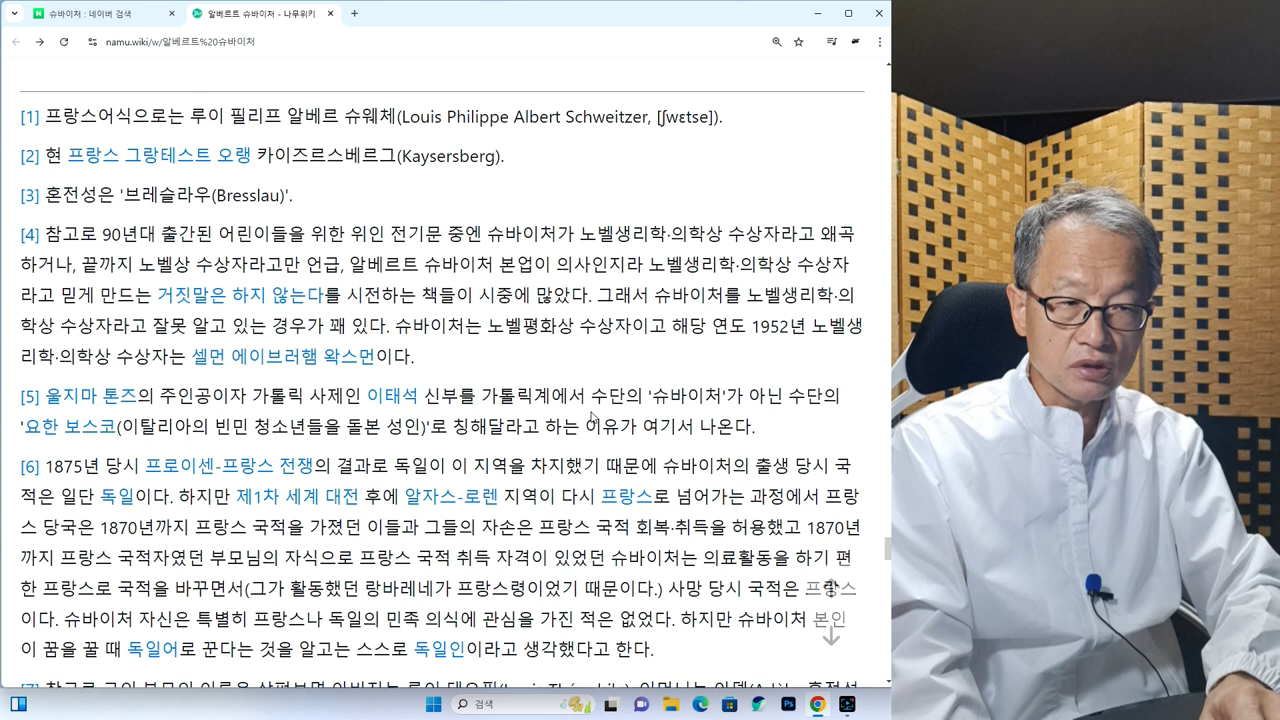 슈바이처 : 네이버 검색
알베르트 슈바이처 - 나무위키
namu.wiki/w/알베르트%20슈바이처
[1] 프랑스어식으로는 루이 필리프 알베르 슈웨체(Louis Philippe Albert Schweitzer, [ʃwɛtse]).
[2] 현 프랑스 그랑테스트 오랭 카이즈르스베르그(Kaysersberg).
[3] 혼전성은 '브레슬라우(Bresslau)'.
[4] 참고로 90년대 출간된 어린이들을 위한 위인 전기문 중엔 슈바이처가 노벨생리학·의학상 수상자라고 왜곡
하거나, 끝까지 노벨상 수상자라고만 언급, 알베르트 슈바이처 본업이 의사인지라 노벨생리학·의학상 수상자
라고 믿게 만드는 거짓말은 하지 않는다를 시전하는 책들이 시중에 많았다. 그래서 슈바이처를 노벨생리학·의
학상 수상자라고 잘못 알고 있는 경우가 꽤 있다. 슈바이처는 노벨평화상 수상자이고 해당 연도 1952년 노벨생
리학·의학상 수상자는 셀먼 에이브러햄 왁스먼이다.
[5] 울지마 톤즈의 주인공이자 가톨릭 사제인 이태석 신부를 가톨릭계에서 수단의 '슈바이처'가 아닌 수단의
'요한 보스코(이탈리아의 빈민 청소년들을 돌본 성인)'로 칭해달라고 하는 이유가 여기서 나온다.
[6] 1875년 당시 프로이센-프랑스 전쟁의 결과로 독일이 이 지역을 차지했기 때문에 슈바이처의 출생 당시 국
적은 일단 독일이다. 하지만 제1차 세계 대전 후에 알자스-로렌 지역이 다시 프랑스로 넘어가는 과정에서 프랑
스 당국은 1870년까지 프랑스 국적을 가졌던 이들과 그들의 자손은 프랑스 국적 회복·취득을 허용했고 1870년
까지 프랑스 국적자였던 부모님의 자식으로 프랑스 국적 취득 자격이 있었던 슈바이처는 의료활동을 하기 편
한 프랑스로 국적을 바꾸면서(그가 활동했던 랑바레네가 프랑스령이었기 때문이다.) 사망 당시 국적은 프랑스
이다. 슈바이처 자신은 특별히 프랑스나 독일의 민족 의식에 관심을 가진 적은 없었다. 하지만 슈바이처 본인
이 꿈을 꿀 때 독일어로 꾼다는 것을 알고는 스스로 독일인이라고 생각했다고 한다.
검색